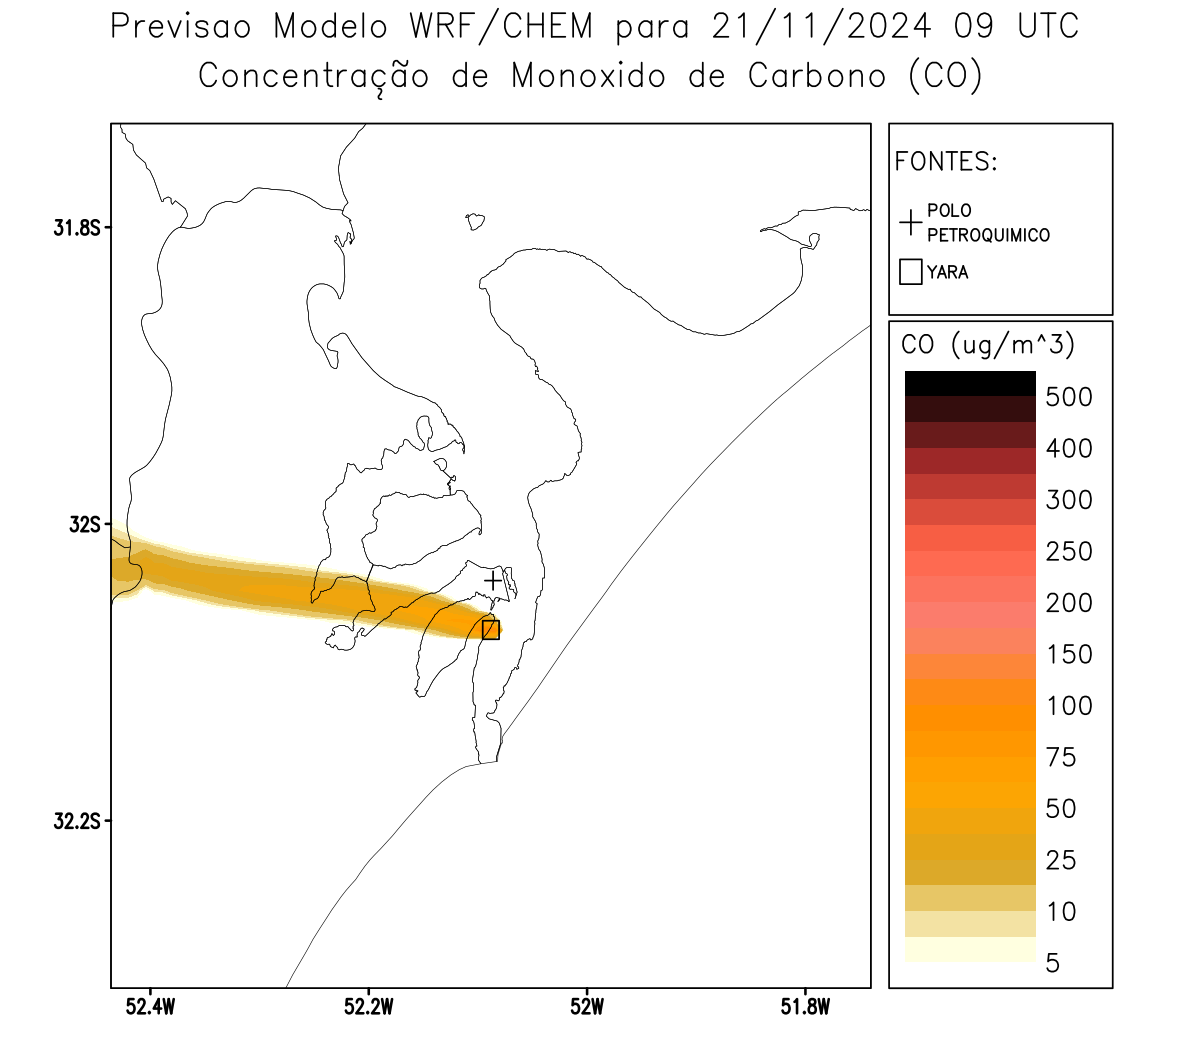 Previsao Modelo WRF/CHEM para 21/11/2024 09 UTC
Concentração de Monoxido de Carbono (CO)
FONTES:
POLO
PETROQUIMICO
YARA
CO (ug/m^3)
500
400
300
250
200
150
100
75
50
25
10
5
31.8S
32S
32.2S
52.4W
52.2W
52W
51.8W